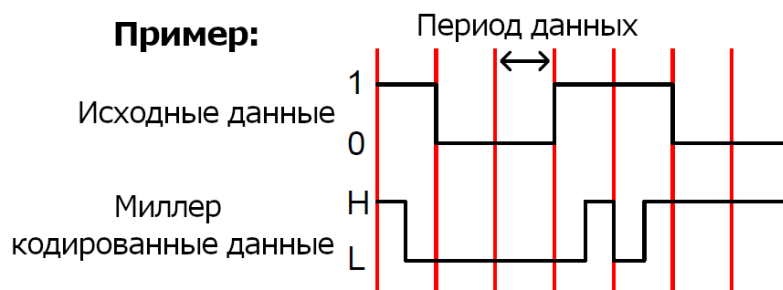 Пример:
Период данных
Исходные данные
1
0
Миллер
кодированные данные
H
L